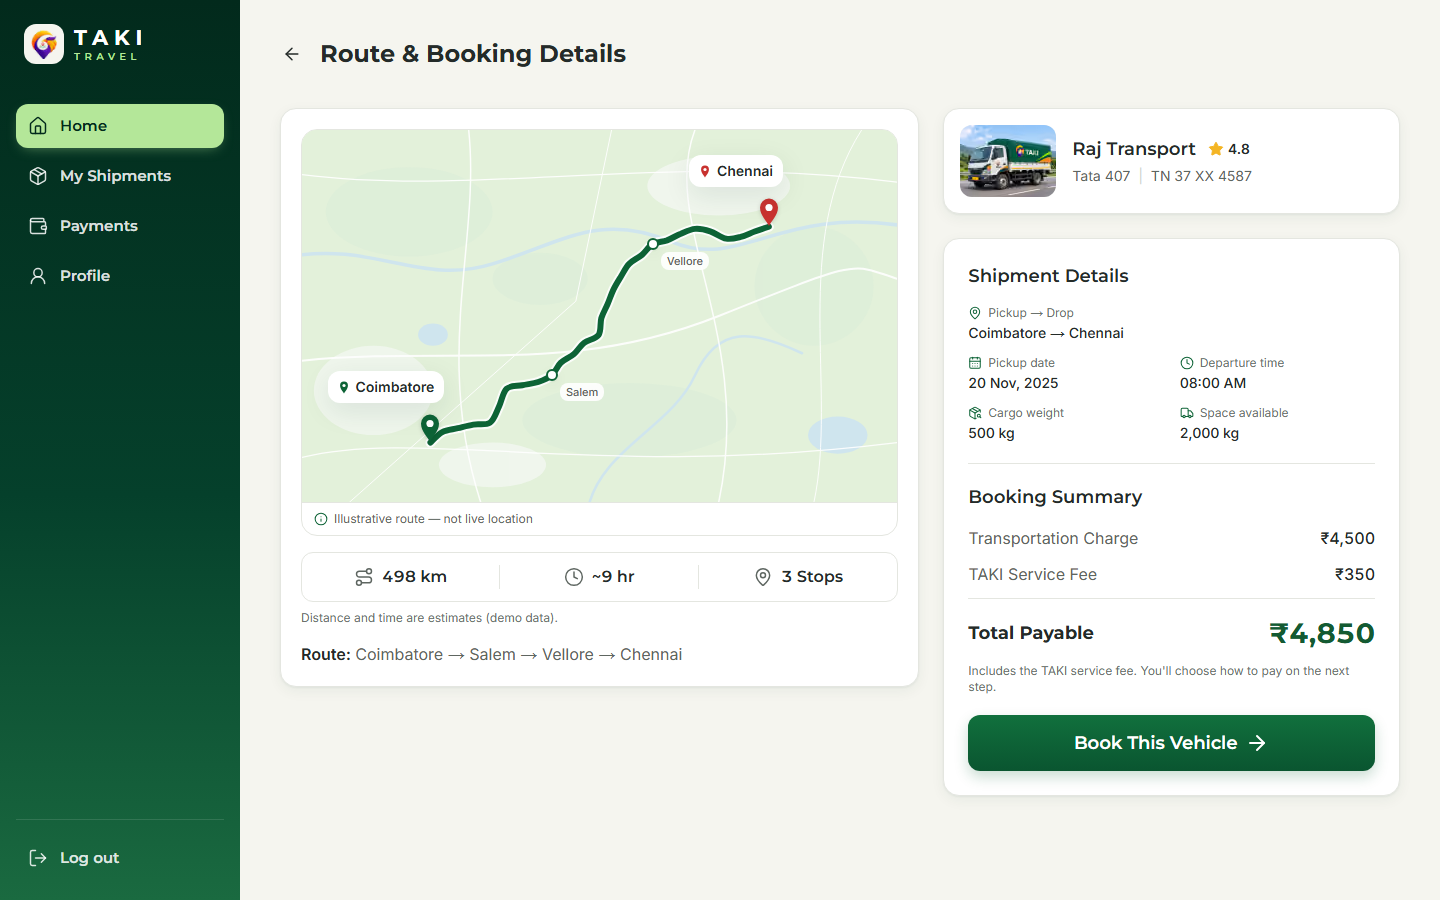 TAKI
TRAVEL
Home
My Shipments
Payments
Profile
Log out
Route & Booking Details
Chennai
Vellore
Coimbatore
Salem
Illustrative route — not live location
498 km
~9 hr
3 Stops
Distance and time are estimates (demo data).
Route: Coimbatore → Salem → Vellore → Chennai
TAKI
Raj Transport 4.8
Tata 407 | TN 37 XX 4587
Shipment Details
Pickup → Drop
Coimbatore → Chennai
Pickup date
20 Nov, 2025
Departure time
08:00 AM
Cargo weight
500 kg
Space available
2,000 kg
Booking Summary
Transportation Charge ₹4,500
TAKI Service Fee ₹350
Total Payable ₹4,850
Includes the TAKI service fee. You'll choose how to pay on the next
step.
Book This Vehicle →